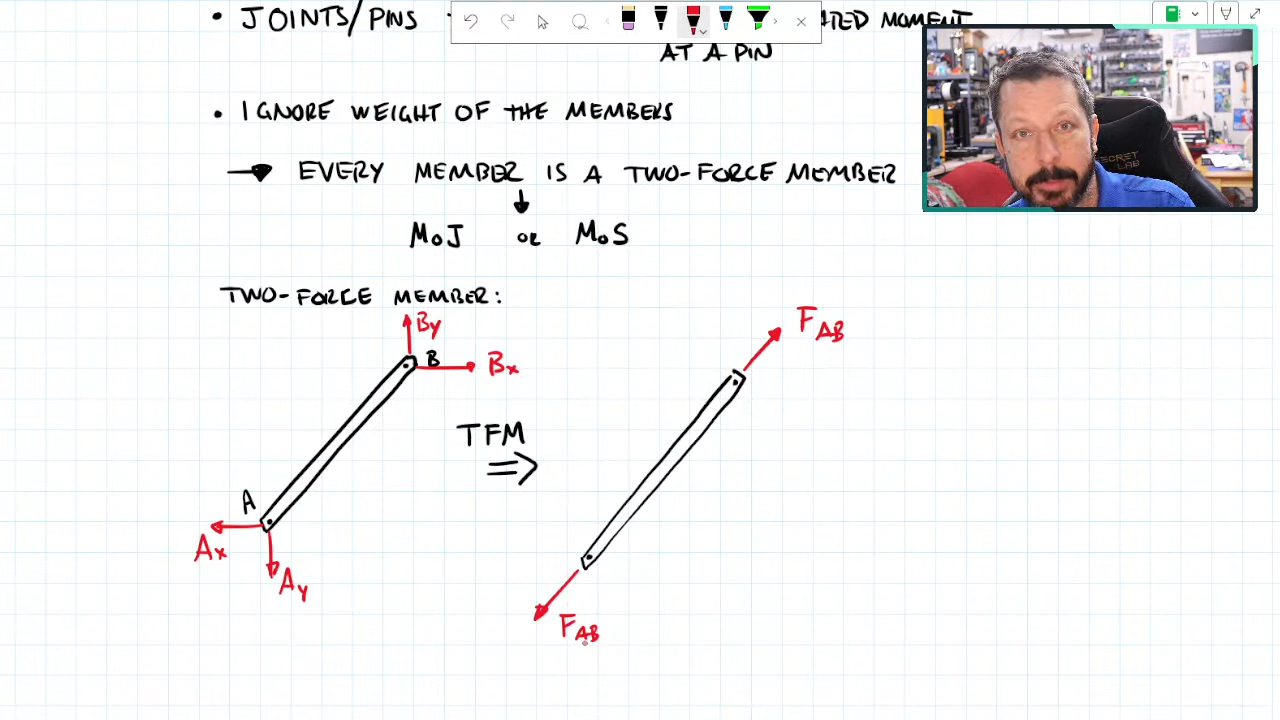 • JOINTS/PINS
MOMENT
AT A PIN
• IGNORE WEIGHT OF THE MEMBERS
→ EVERY MEMBER IS A TWO-FORCE MEMBER
MoJ or MoS
TWO-FORCE MEMBER:
By
B
Bx
FAB
TFM
⇒
A
Ax
Ay
FAB